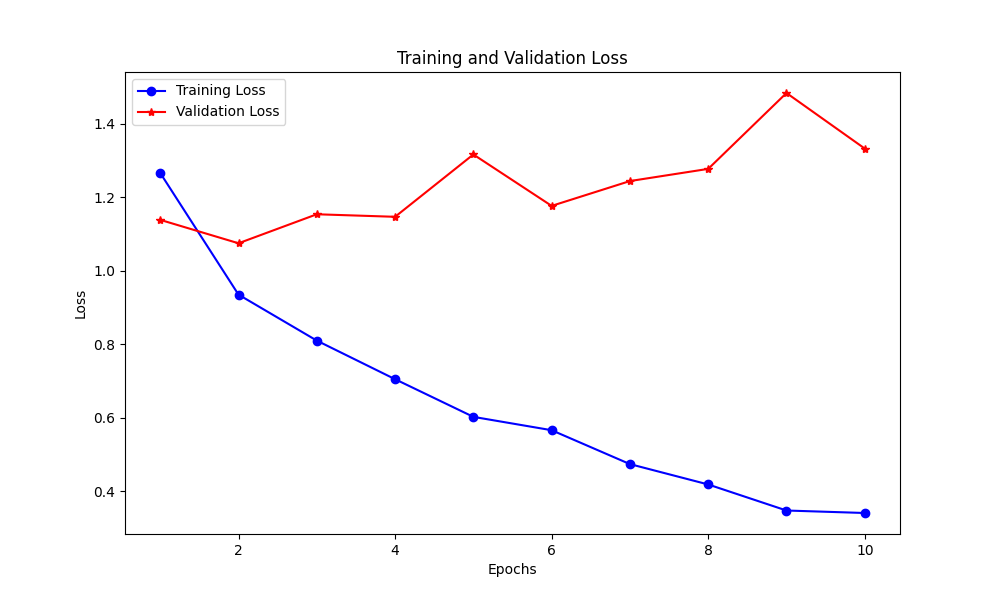 Training and Validation Loss
Training Loss
Validation Loss
1.4
1.2
1.0
0.8
0.6
0.4
Loss
2 4 6 8 10
Epochs